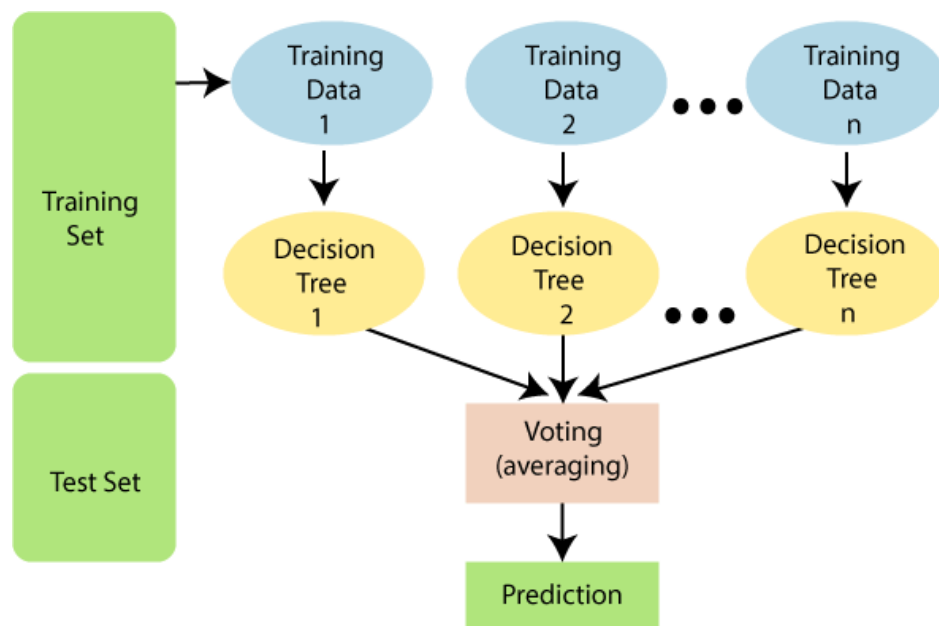 Training
Set
Test Set
Training
Data
1
Training
Data
2
Training
Data
n
Decision
Tree
1
Decision
Tree
2
Decision
Tree
n
Voting
(averaging)
Prediction